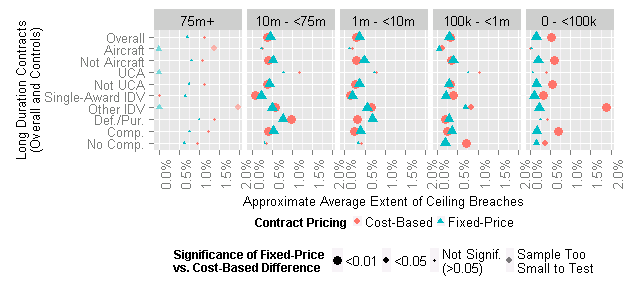 75m+ 10m - <75m 1m - <10m 100k - <1m 0 - <100k
Long Duration Contracts
(Overall and Controls)
Overall
Aircraft
Not Aircraft
UCA
Not UCA
Single-Award IDV
Other IDV
Def./Pur.
Comp.
No Comp.
0.0% 0.5% 1.0% 1.5% 2.0% 0.0% 0.5% 1.0% 1.5% 2.0% 0.0% 0.5% 1.0% 1.5% 2.0% 0.0% 0.5% 1.0% 1.5% 2.0% 0.0% 0.5% 1.0% 1.5% 2.0%
Approximate Average Extent of Ceiling Breaches
Contract Pricing Cost-Based Fixed-Price
Significance of Fixed-Price
vs. Cost-Based Difference
<0.01 <0.05
Not Signif.
(>0.05)
Sample Too
Small to Test